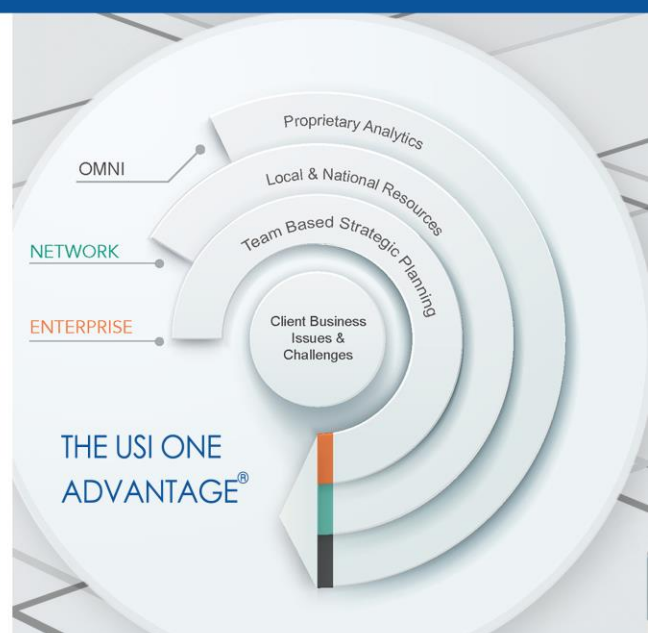 Proprietary Analytics
OMNI
Local & National Resources
NETWORK
Team Based Strategic Planning
ENTERPRISE
Client Business
Issues &
Challenges
THE USI ONE
ADVANTAGE®